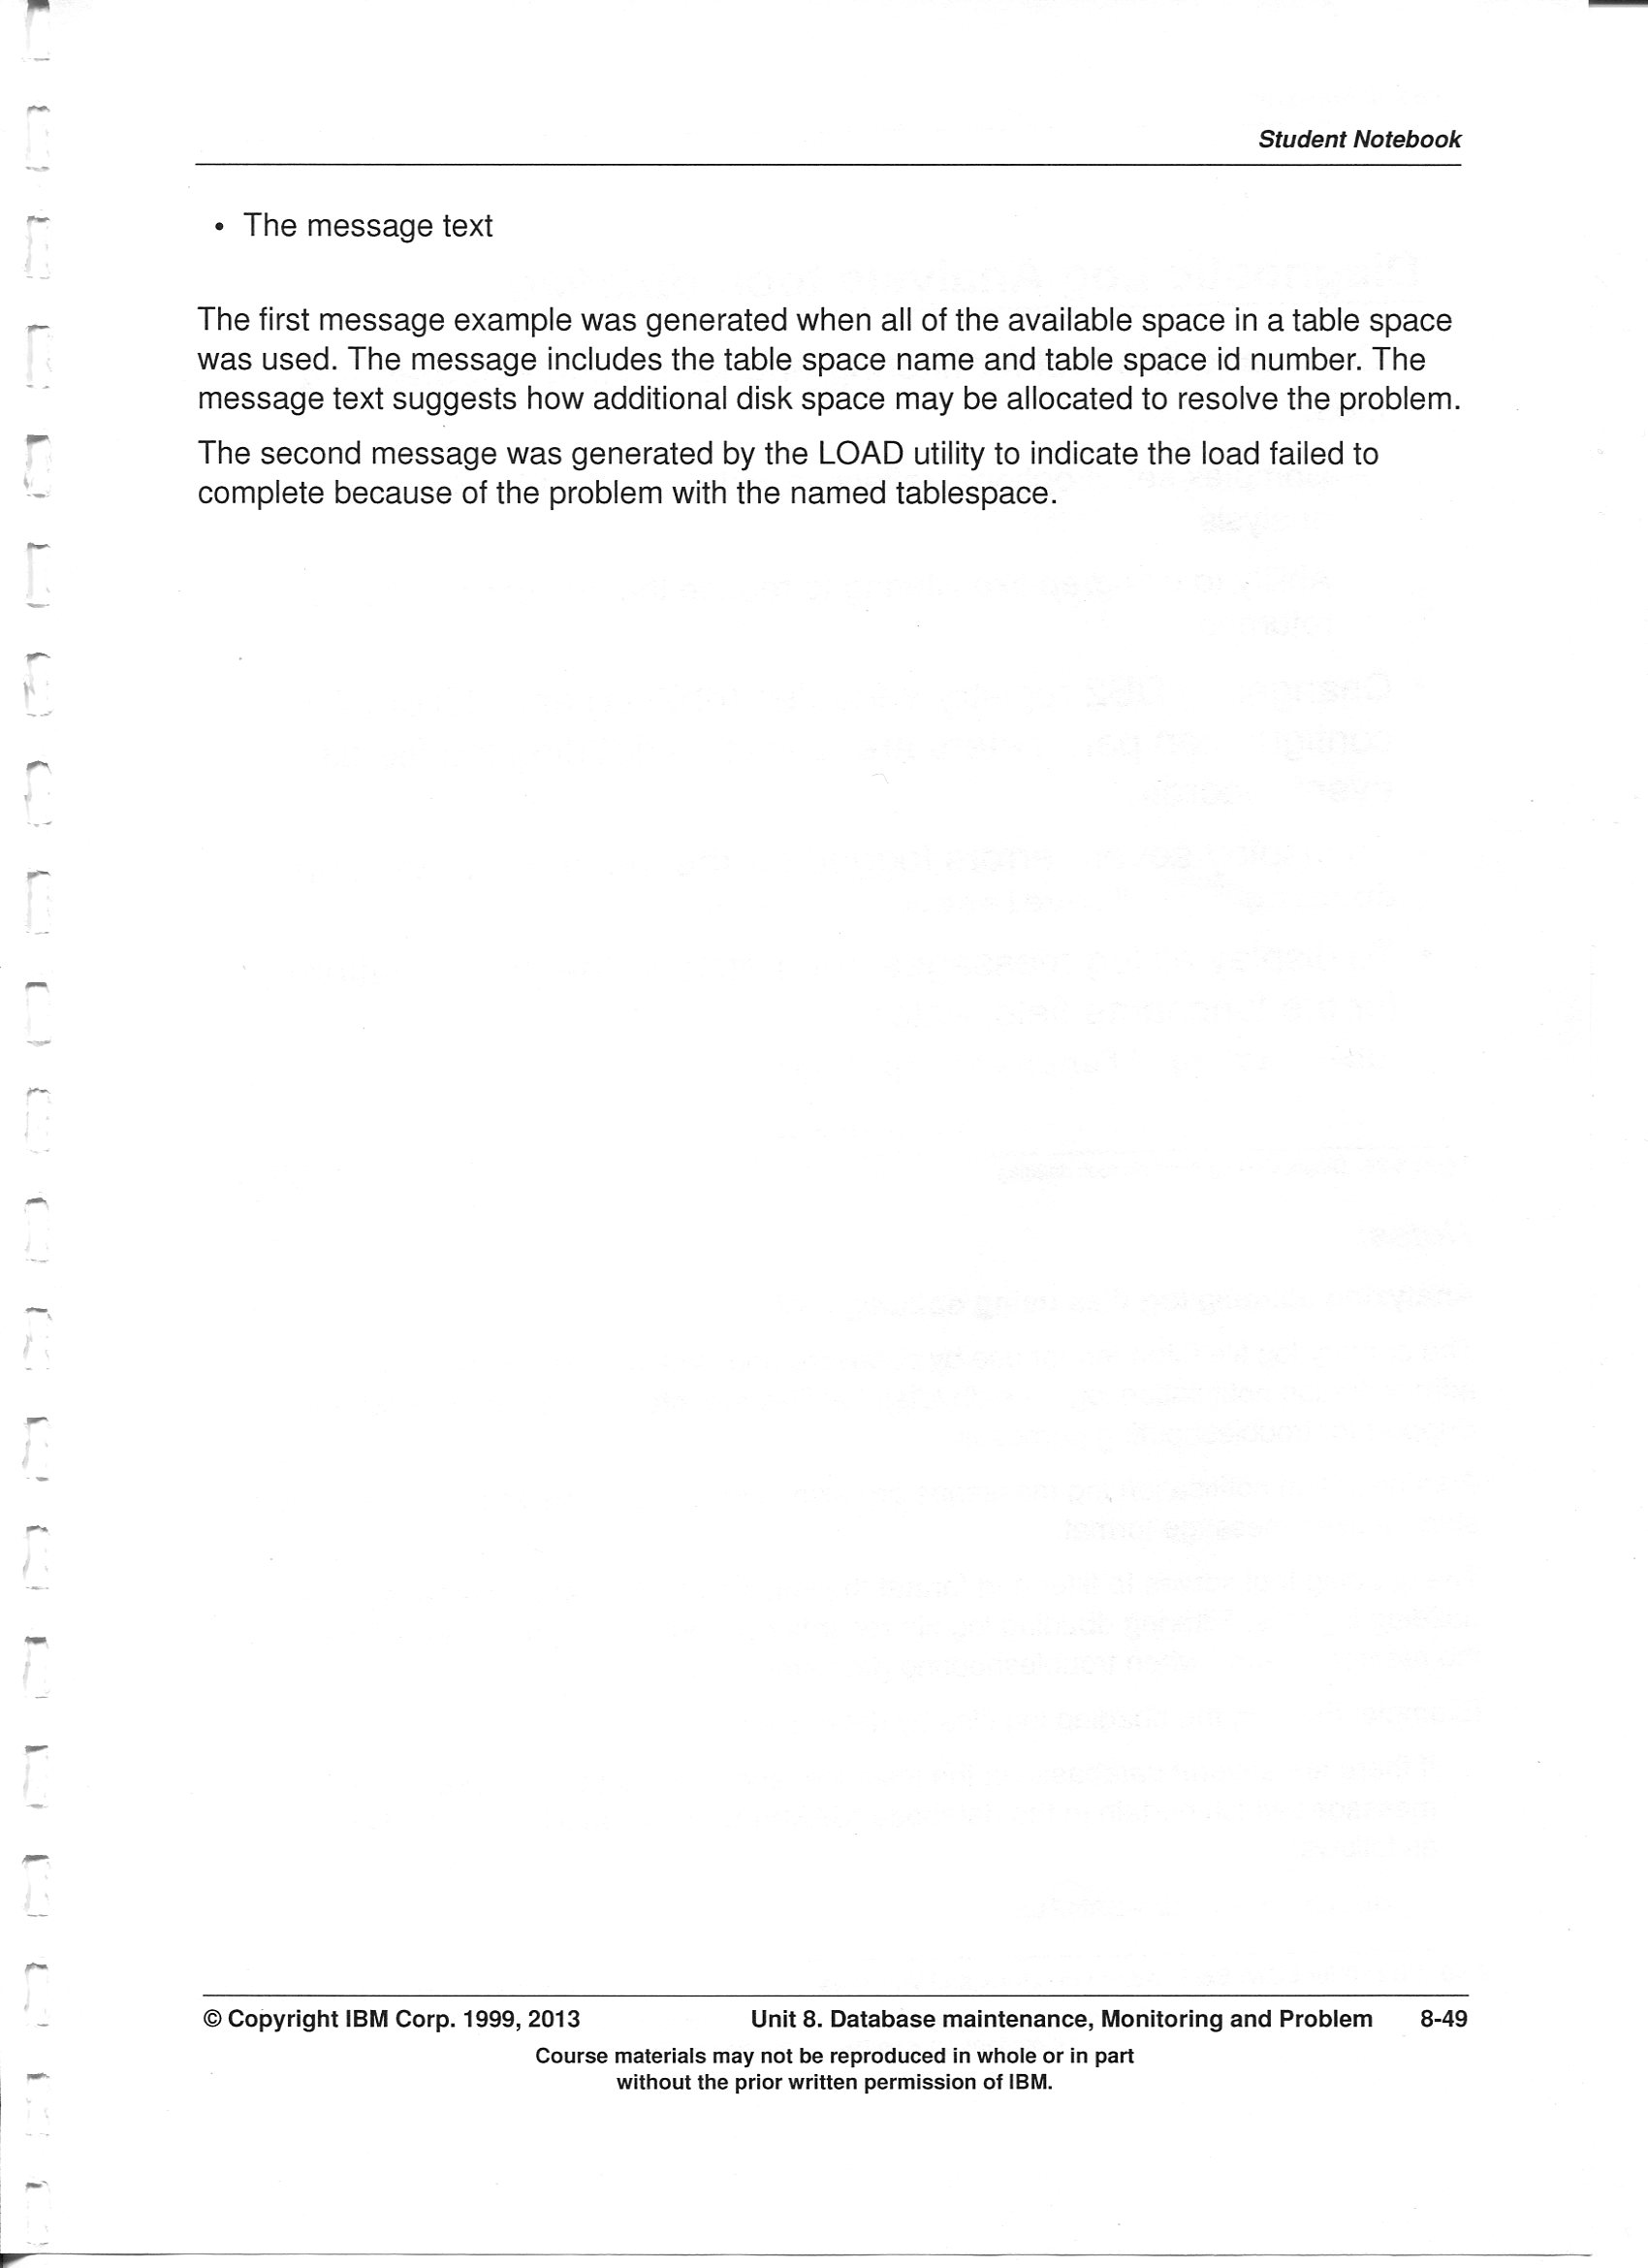 Student Notebook
• The message text
The first message example was generated when all of the available space in a table space
was used. The message includes the table space name and table space id number. The
message text suggests how additional disk space may be allocated to resolve the problem.
The second message was generated by the LOAD utility to indicate the load failed to
complete because of the problem with the named tablespace.
© Copyright IBM Corp. 1999, 2013 Unit 8. Database maintenance, Monitoring and Problem 8-49
Course materials may not be reproduced in whole or in part
without the prior written permission of IBM.